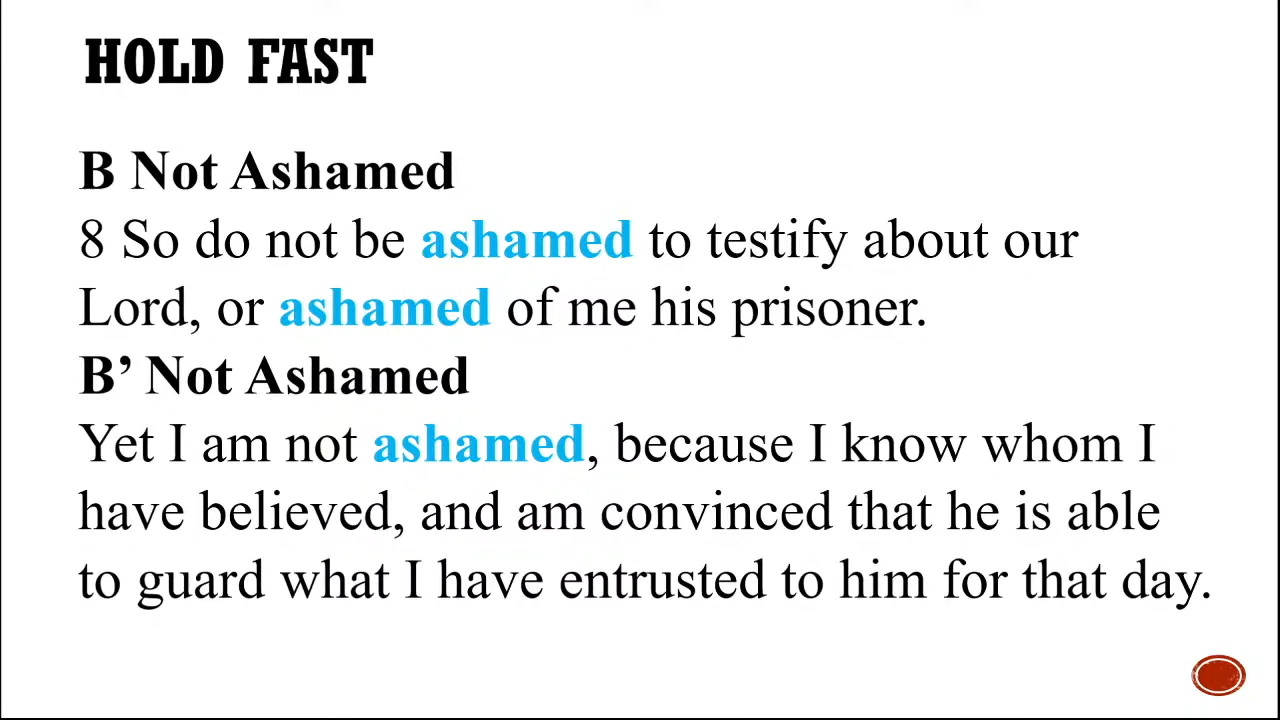 HOLD FAST
B Not Ashamed
8 So do not be ashamed to testify about our
Lord, or ashamed of me his prisoner.
B’ Not Ashamed
Yet I am not ashamed, because I know whom I
have believed, and am convinced that he is able
to guard what I have entrusted to him for that day.